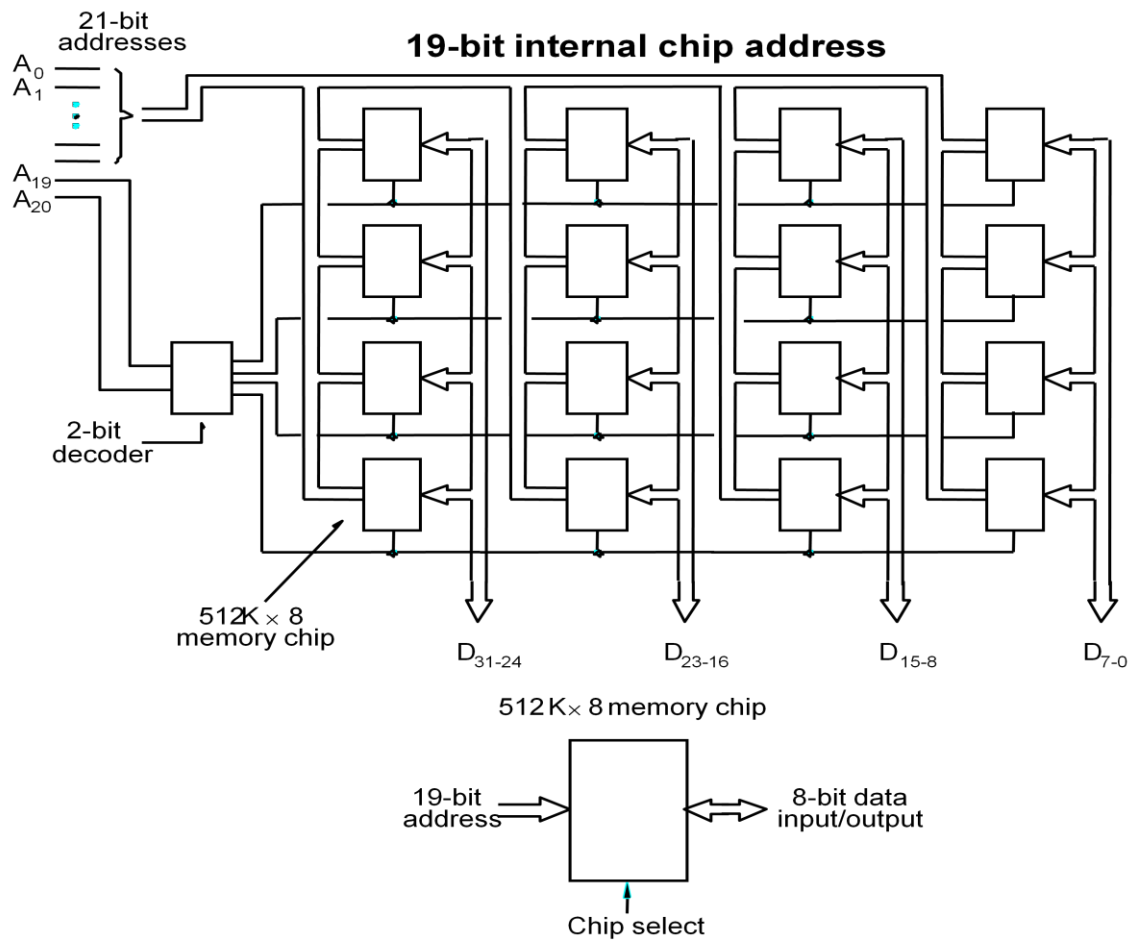 21-bit
addresses
19-bit internal chip address
A0
A1
A19
A20
2-bit
decoder
512K × 8
memory chip
D31-24
D23-16
D15-8
D7-0
512K × 8 memory chip
19-bit
address
8-bit data
input/output
Chip select